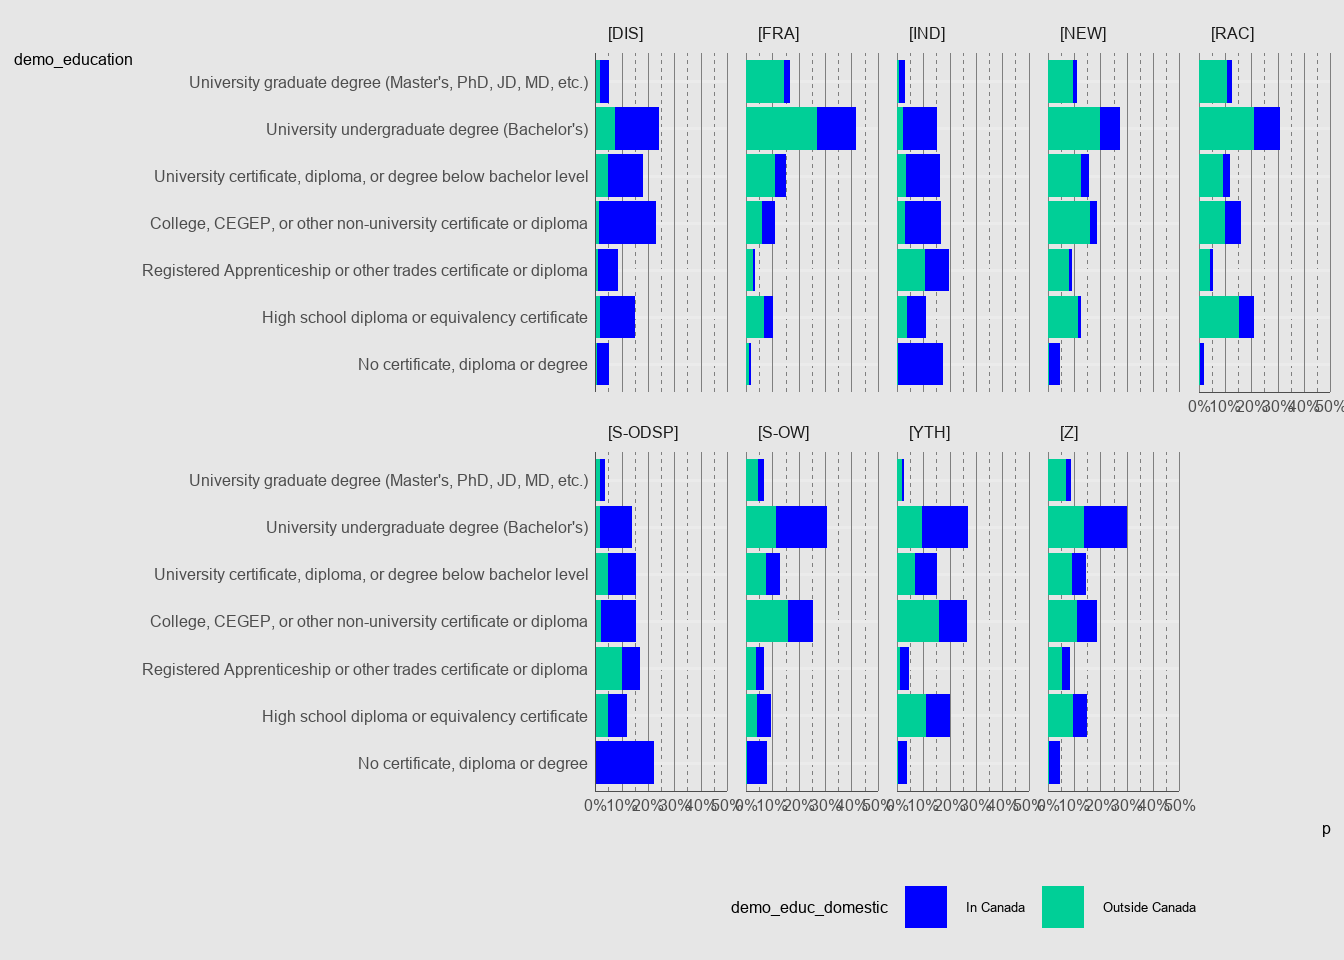 [DIS] [FRA] [IND] [NEW] [RAC]
demo_education
University graduate degree (Master's, PhD, JD, MD, etc.)
University undergraduate degree (Bachelor's)
University certificate, diploma, or degree below bachelor level
College, CEGEP, or other non-university certificate or diploma
Registered Apprenticeship or other trades certificate or diploma
High school diploma or equivalency certificate
No certificate, diploma or degree
0% 10% 20% 30% 40% 50%
[S-ODSP] [S-OW] [YTH] [Z]
University graduate degree (Master's, PhD, JD, MD, etc.)
University undergraduate degree (Bachelor's)
University certificate, diploma, or degree below bachelor level
College, CEGEP, or other non-university certificate or diploma
Registered Apprenticeship or other trades certificate or diploma
High school diploma or equivalency certificate
No certificate, diploma or degree
0% 10% 20% 30% 40% 50% 0% 10% 20% 30% 40% 50% 0% 10% 20% 30% 40% 50% 0% 10% 20% 30% 40% 50%
p
demo_educ_domestic In Canada Outside Canada